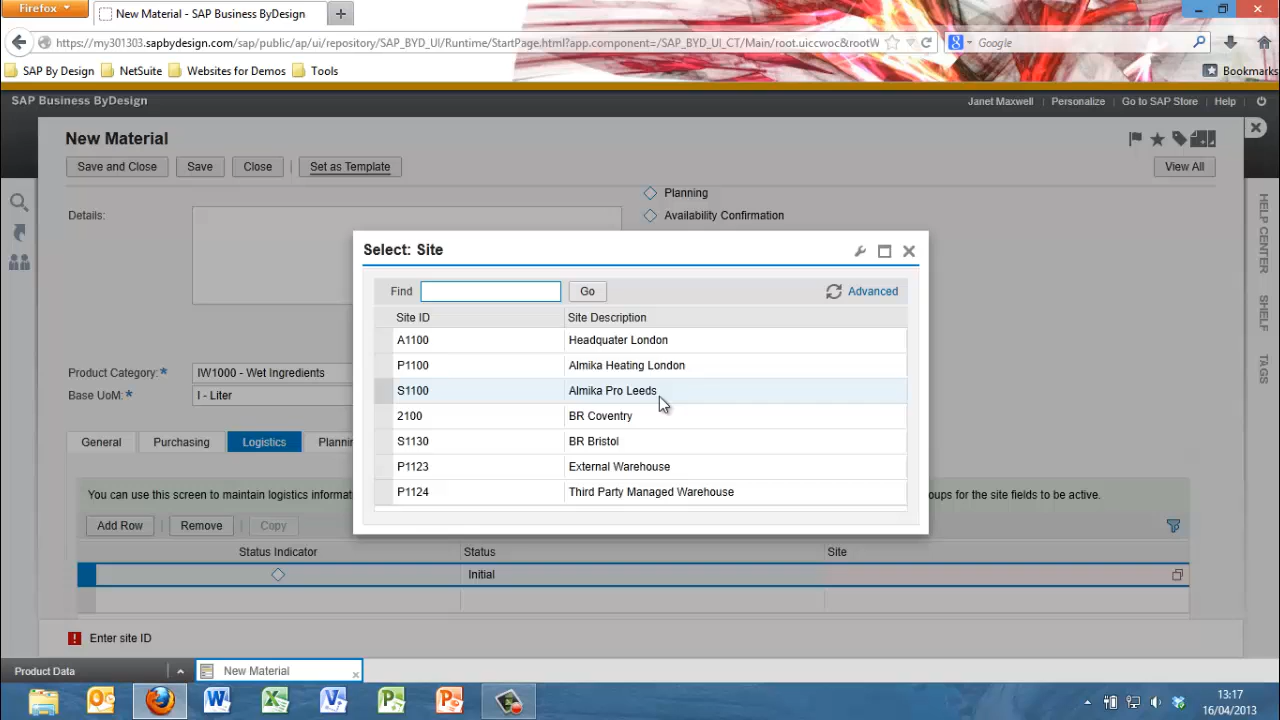 Firefox
New Material - SAP Business ByDesign
https://my301303.sapbydesign.com/sap/public/ap/ui/repository/SAP_BYD_UI/Runtime/StartPage.html?app.component=/SAP_BYD_UI_CT/Main/root.uiccwoc&rootW
Google
SAP By Design NetSuite Websites for Demos Tools Bookmarks
SAP Business ByDesign Janet Maxwell Personalize Go to SAP Store Help
New Material
Save and Close Save Close Set as Template View All
Planning
Details: Availability Confirmation
Select: Site
Find Go Advanced
Site ID Site Description
A1100 Headquater London
P1100 Almika Heating London
S1100 Almika Pro Leeds
2100 BR Coventry
S1130 BR Bristol
P1123 External Warehouse
P1124 Third Party Managed Warehouse
Product Category:* IW1000 - Wet Ingredients
Base UoM:* l - Liter
General Purchasing Logistics Planni
You can use this screen to maintain logistics informat oups for the site fields to be active.
Add Row Remove Copy
Status Indicator Status Site
Initial
Enter site ID
Product Data New Material
HELP CENTER
SHELF
TAGS
13:17
16/04/2013